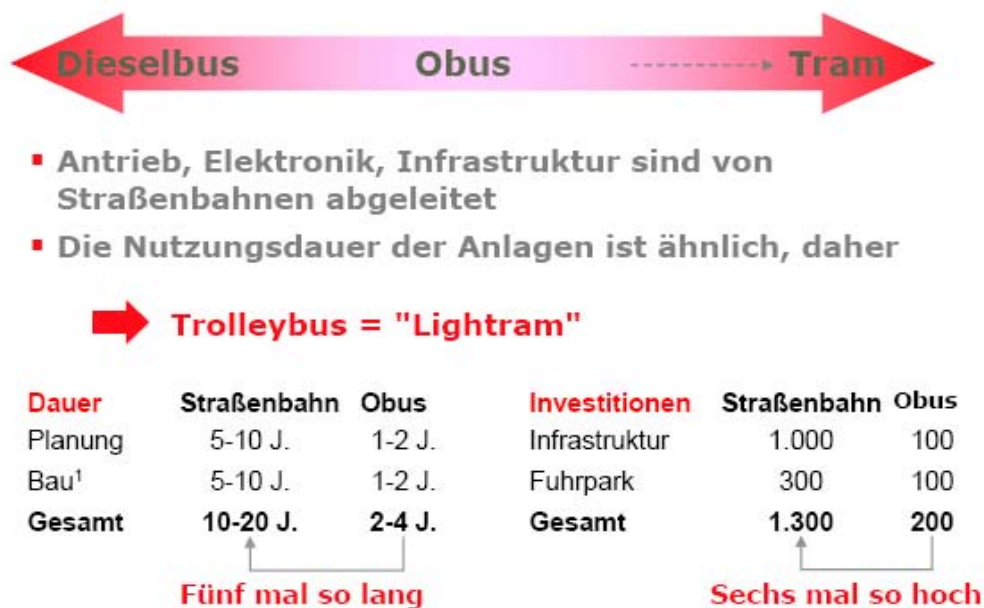 Dieselbus Obus Tram
▪ Antrieb, Elektronik, Infrastruktur sind von
Straßenbahnen abgeleitet
▪ Die Nutzungsdauer der Anlagen ist ähnlich, daher
Trolleybus = "Lightram"
Dauer Straßenbahn Obus
Planung 5-10 J. 1-2 J.
Bau¹ 5-10 J. 1-2 J.
Gesamt 10-20 J. 2-4 J.
Fünf mal so lang
Investitionen Straßenbahn Obus
Infrastruktur 1.000 100
Fuhrpark 300 100
Gesamt 1.300 200
Sechs mal so hoch